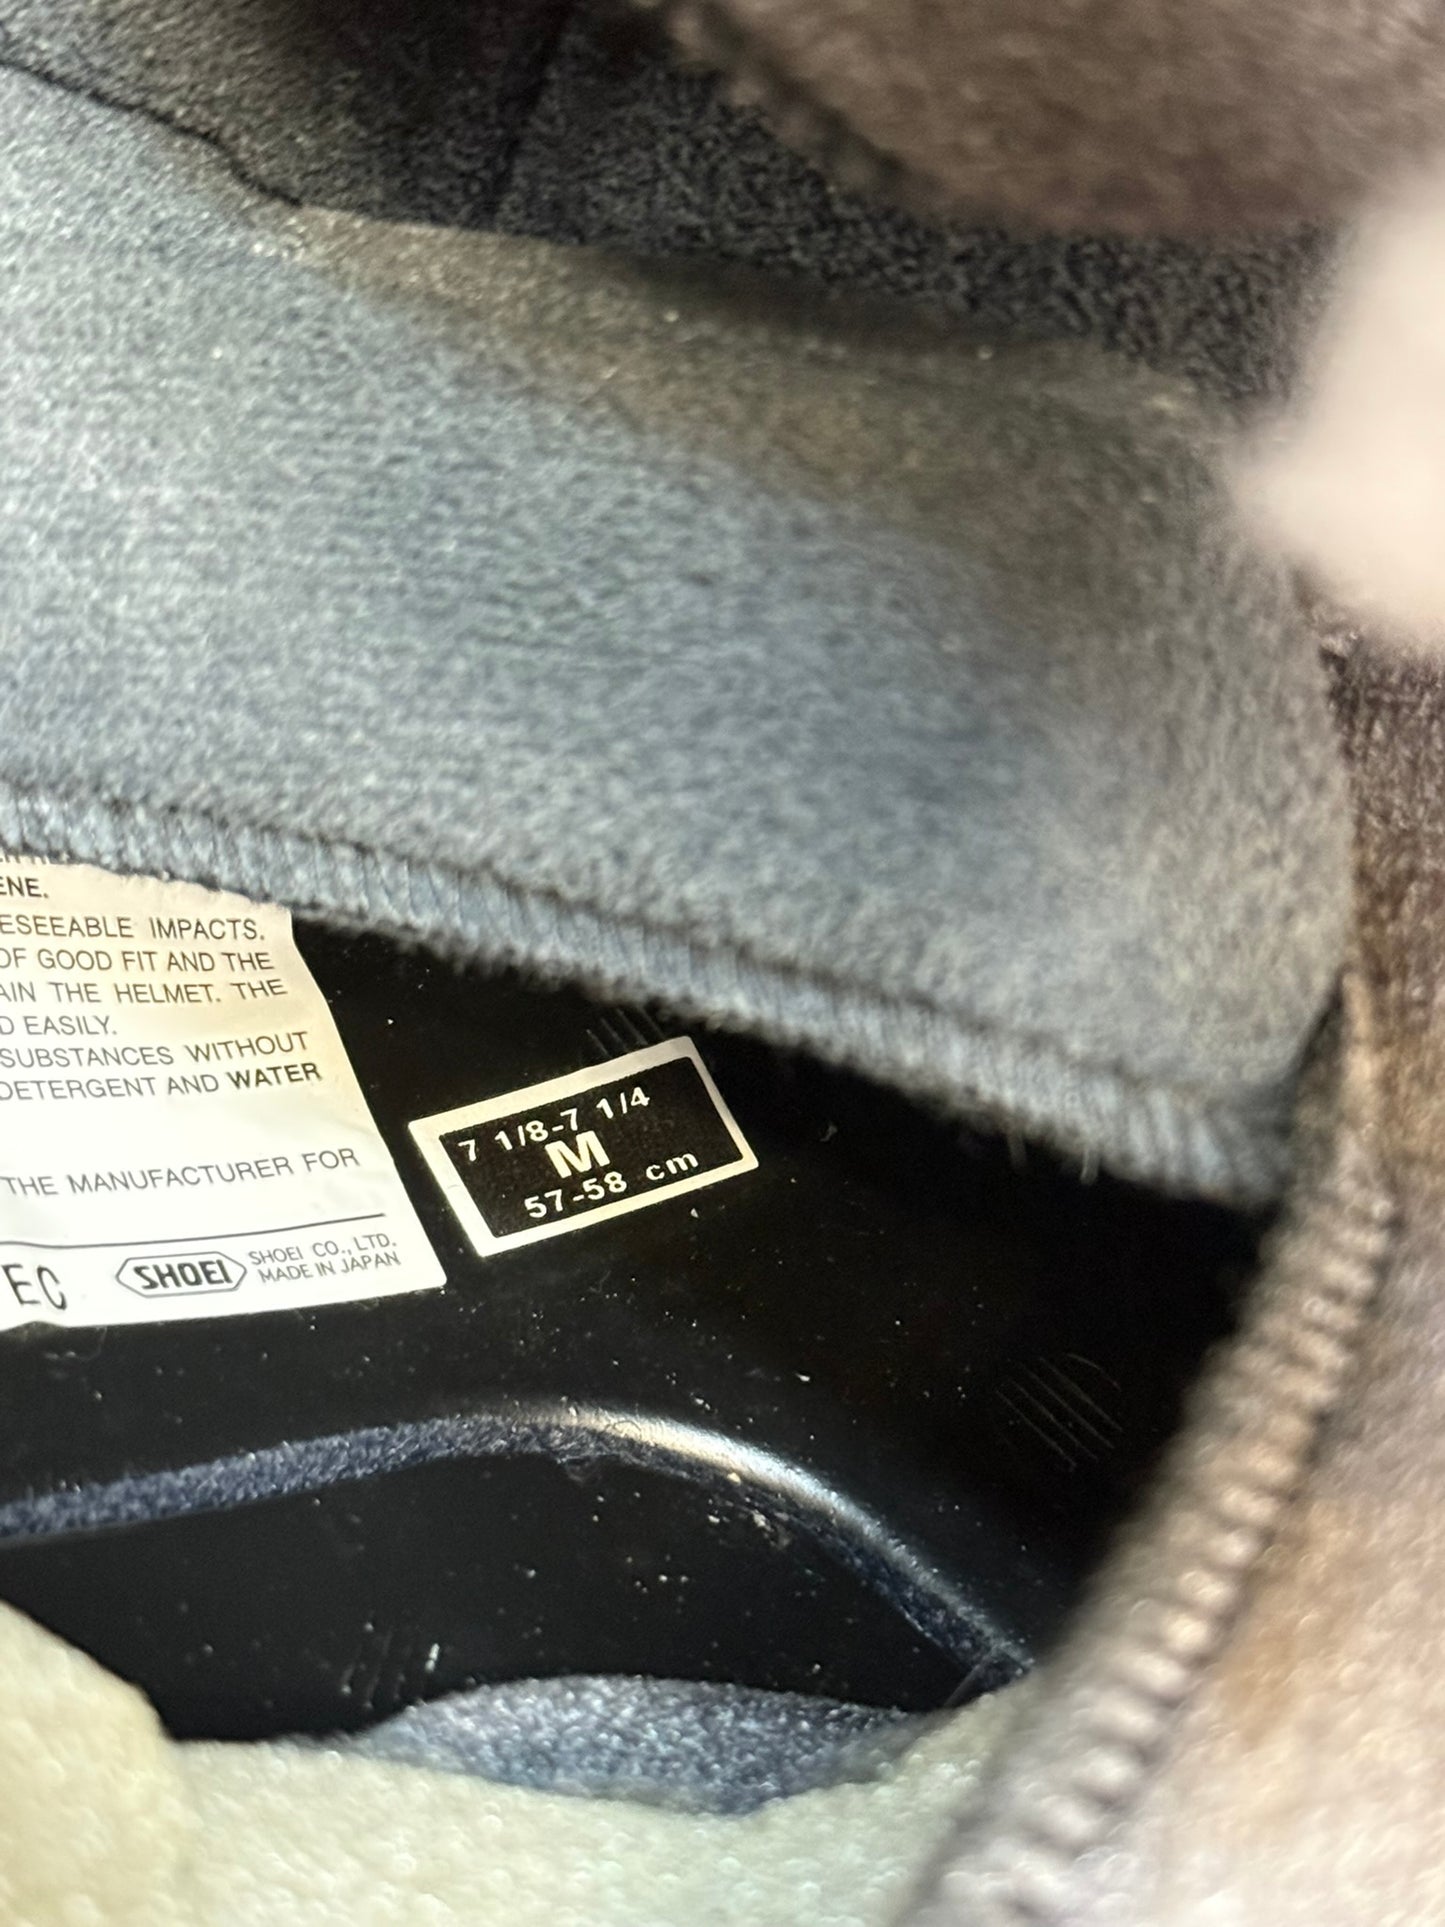 ENE.
ESEEABLE IMPACTS.
OF GOOD FIT AND THE
AIN THE HELMET. THE
D EASILY.
SUBSTANCES WITHOUT
DETERGENT AND WATER
THE MANUFACTURER FOR
EC SHOEI SHOEI CO., LTD.
MADE IN JAPAN
7 1/8-7 1/4
M
57-58 cm